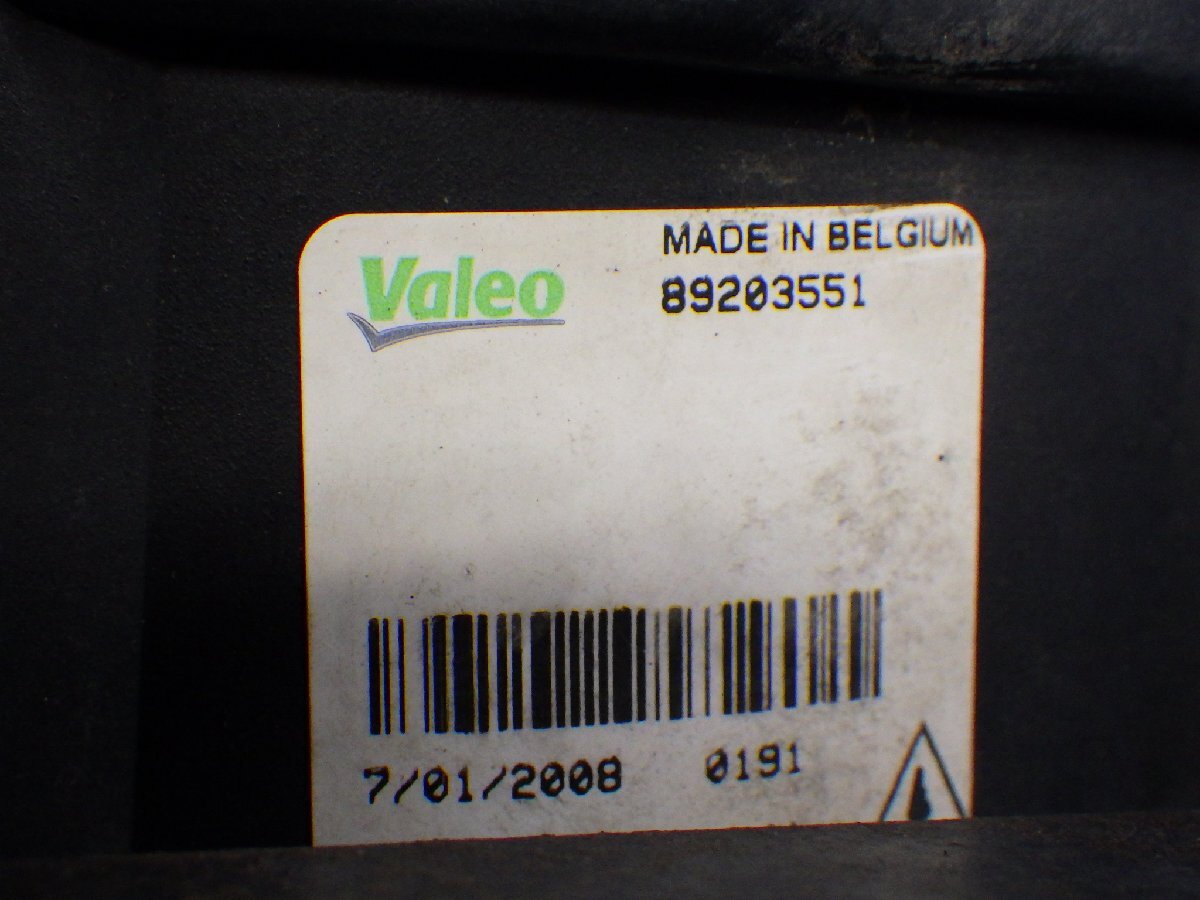 Valeo
MADE IN BELGIUM
89203551
7/01/2008 0191